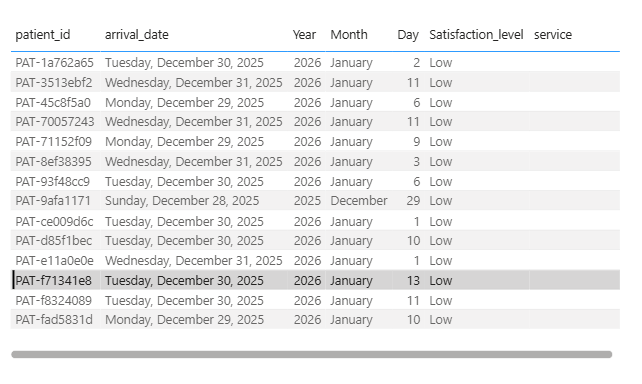 patient_id arrival_date Year Month Day Satisfaction_level service
PAT-1a762a65 Tuesday, December 30, 2025 2026 January 2 Low
PAT-3513ebf2 Wednesday, December 31, 2025 2026 January 11 Low
PAT-45c8f5a0 Monday, December 29, 2025 2026 January 6 Low
PAT-70057243 Wednesday, December 31, 2025 2026 January 11 Low
PAT-71152f09 Monday, December 29, 2025 2026 January 9 Low
PAT-8ef38395 Wednesday, December 31, 2025 2026 January 3 Low
PAT-93f48cc9 Tuesday, December 30, 2025 2026 January 6 Low
PAT-9afa1171 Sunday, December 28, 2025 2025 December 29 Low
PAT-ce009d6c Tuesday, December 30, 2025 2026 January 1 Low
PAT-d85f1bec Tuesday, December 30, 2025 2026 January 10 Low
PAT-e11a0e0e Wednesday, December 31, 2025 2026 January 1 Low
PAT-f71341e8 Tuesday, December 30, 2025 2026 January 13 Low
PAT-f8324089 Tuesday, December 30, 2025 2026 January 11 Low
PAT-fad5831d Monday, December 29, 2025 2026 January 10 Low